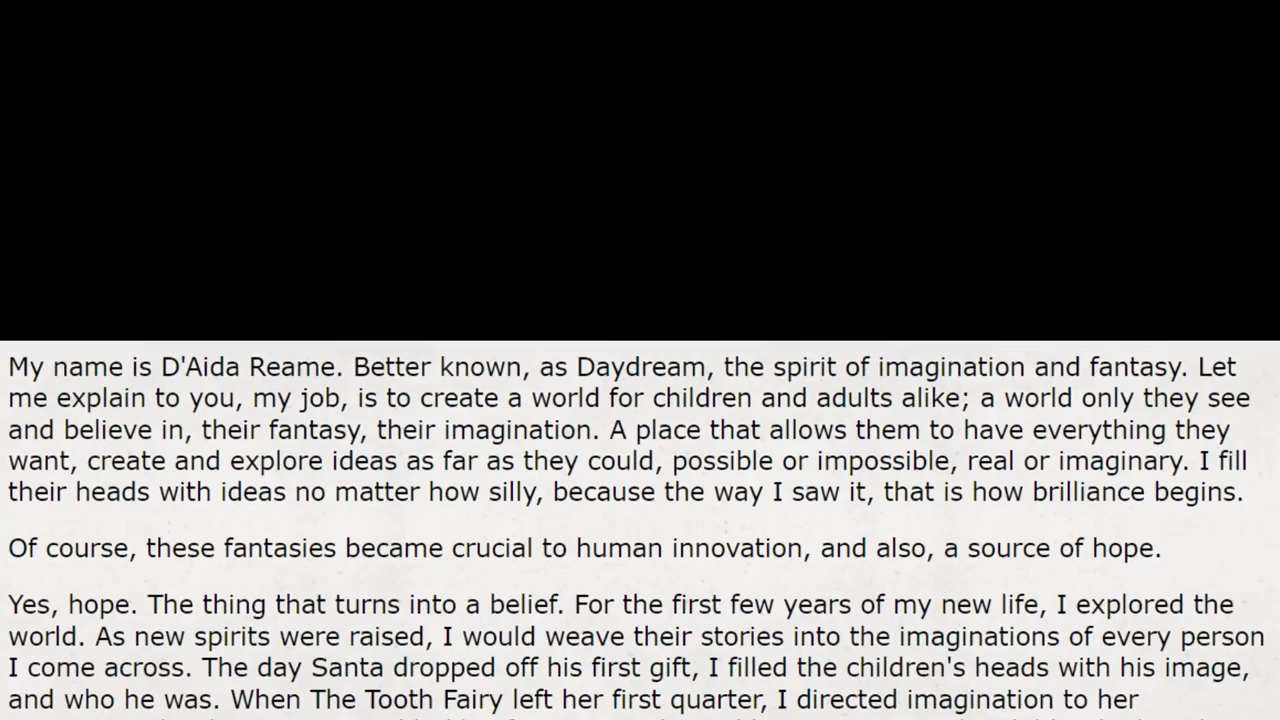 My name is D'Aida Reame. Better known, as Daydream, the spirit of imagination and fantasy. Let
me explain to you, my job, is to create a world for children and adults alike; a world only they see
and believe in, their fantasy, their imagination. A place that allows them to have everything they
want, create and explore ideas as far as they could, possible or impossible, real or imaginary. I fill
their heads with ideas no matter how silly, because the way I saw it, that is how brilliance begins.
Of course, these fantasies became crucial to human innovation, and also, a source of hope.
Yes, hope. The thing that turns into a belief. For the first few years of my new life, I explored the
world. As new spirits were raised, I would weave their stories into the imaginations of every person
I come across. The day Santa dropped off his first gift, I filled the children's heads with his image,
and who he was. When The Tooth Fairy left her first quarter, I directed imagination to her